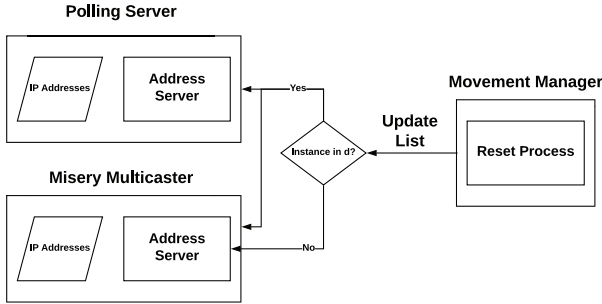 Polling Server
IP Addresses
Address
Server
Yes
Movement Manager
Update
List
Instance in d?
Reset Process
Misery Multicaster
IP Addresses
Address
Server
No